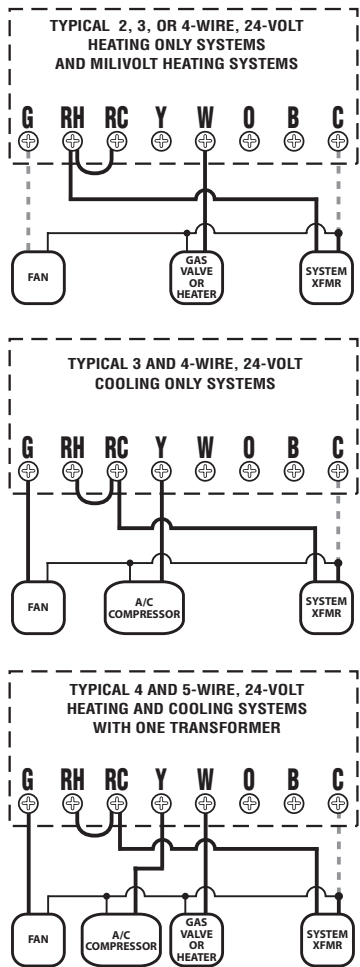 TYPICAL 2, 3, OR 4-WIRE, 24-VOLT
HEATING ONLY SYSTEMS
AND MILIVOLT HEATING SYSTEMS
G RH RC Y W O B C
FAN
GAS
VALVE
OR
HEATER
SYSTEM
XFMR
TYPICAL 3 AND 4-WIRE, 24-VOLT
COOLING ONLY SYSTEMS
G RH RC Y W O B C
FAN
A/C
COMPRESSOR
SYSTEM
XFMR
TYPICAL 4 AND 5-WIRE, 24-VOLT
HEATING AND COOLING SYSTEMS
WITH ONE TRANSFORMER
G RH RC Y W O B C
FAN
A/C
COMPRESSOR
GAS
VALVE
OR
HEATER
SYSTEM
XFMR